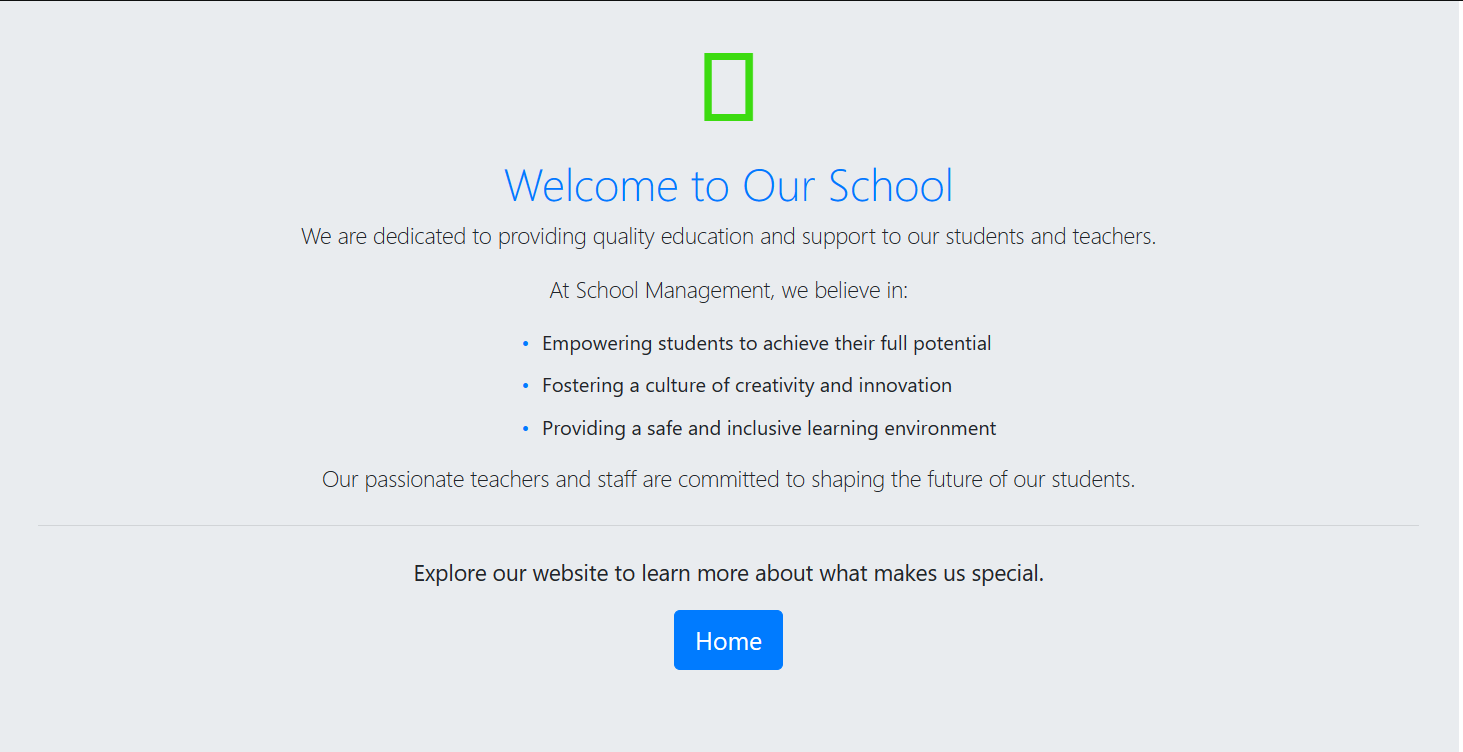 Welcome to Our School
We are dedicated to providing quality education and support to our students and teachers.
At School Management, we believe in:
• Empowering students to achieve their full potential
• Fostering a culture of creativity and innovation
• Providing a safe and inclusive learning environment
Our passionate teachers and staff are committed to shaping the future of our students.
Explore our website to learn more about what makes us special.
Home